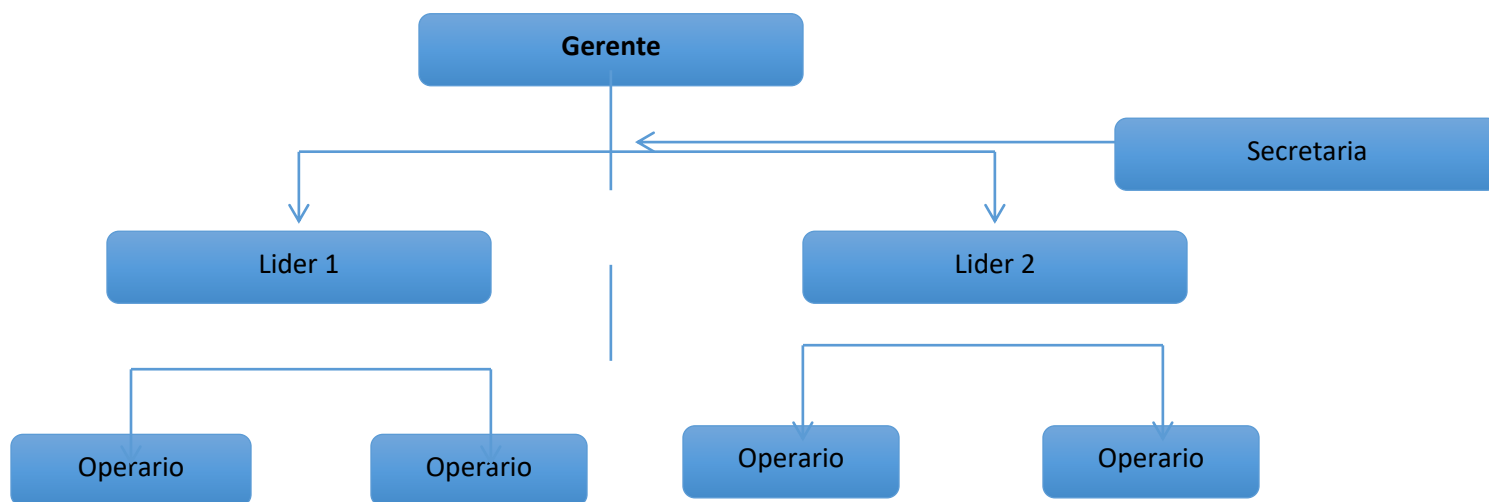 Gerente
Secretaria
Lider 1
Lider 2
Operario
Operario
Operario
Operario